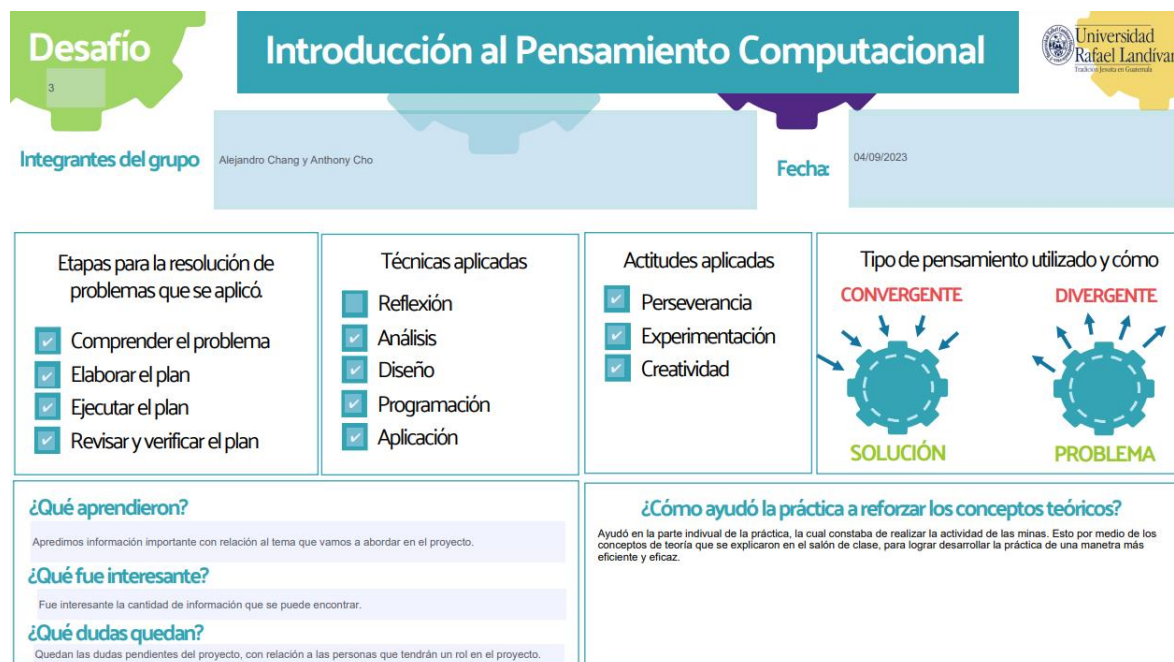 Desafío
3
Introducción al Pensamiento Computacional
Universidad
Rafael Landívar
Tradición Jesuita en Guatemala
Integrantes del grupo
Alejandro Chang y Anthony Cho
Fecha:
04/09/2023
Etapas para la resolución de
problemas que se aplicó.
Comprender el problema
Elaborar el plan
Ejecutar el plan
Revisar y verificar el plan
Técnicas aplicadas
Reflexión
Análisis
Diseño
Programación
Aplicación
Actitudes aplicadas
Perseverancia
Experimentación
Creatividad
Tipo de pensamiento utilizado y cómo
CONVERGENTE
SOLUCIÓN
DIVERGENTE
PROBLEMA
¿Qué aprendieron?
Apredimos información importante con relación al tema que vamos a abordar en el proyecto.
¿Qué fue interesante?
Fue interesante la cantidad de información que se puede encontrar.
¿Qué dudas quedan?
Quedan las dudas pendientes del proyecto, con relación a las personas que tendrán un rol en el proyecto.
¿Cómo ayudó la práctica a reforzar los conceptos teóricos?
Ayudó en la parte indivual de la práctica, la cual constaba de realizar la actividad de las minas. Esto por medio de los
conceptos de teoría que se explicaron en el salón de clase, para lograr desarrollar la práctica de una manetra más
eficiente y eficaz.